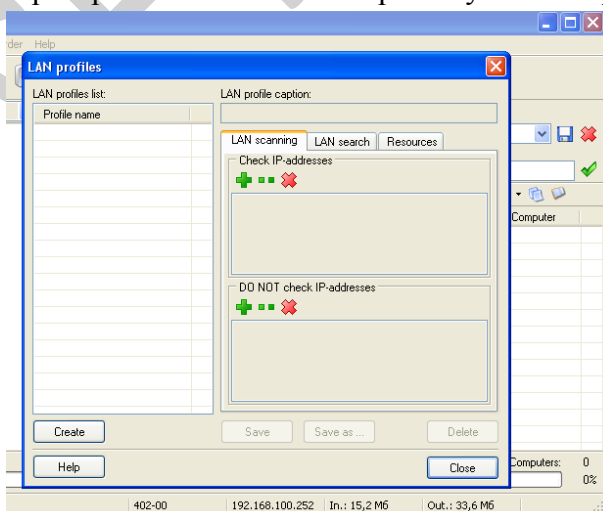 der Help
LAN profiles
LAN profiles list:
LAN profile caption:
Profile name
LAN scanning LAN search Resources
Check IP-addresses
Computer
DO NOT check IP-addresses
Create Save Save as ... Delete
Help Close
Computers: 0
0%
402-00 192.168.100.252 In.: 15,2 Мб Out.: 33,6 Мб